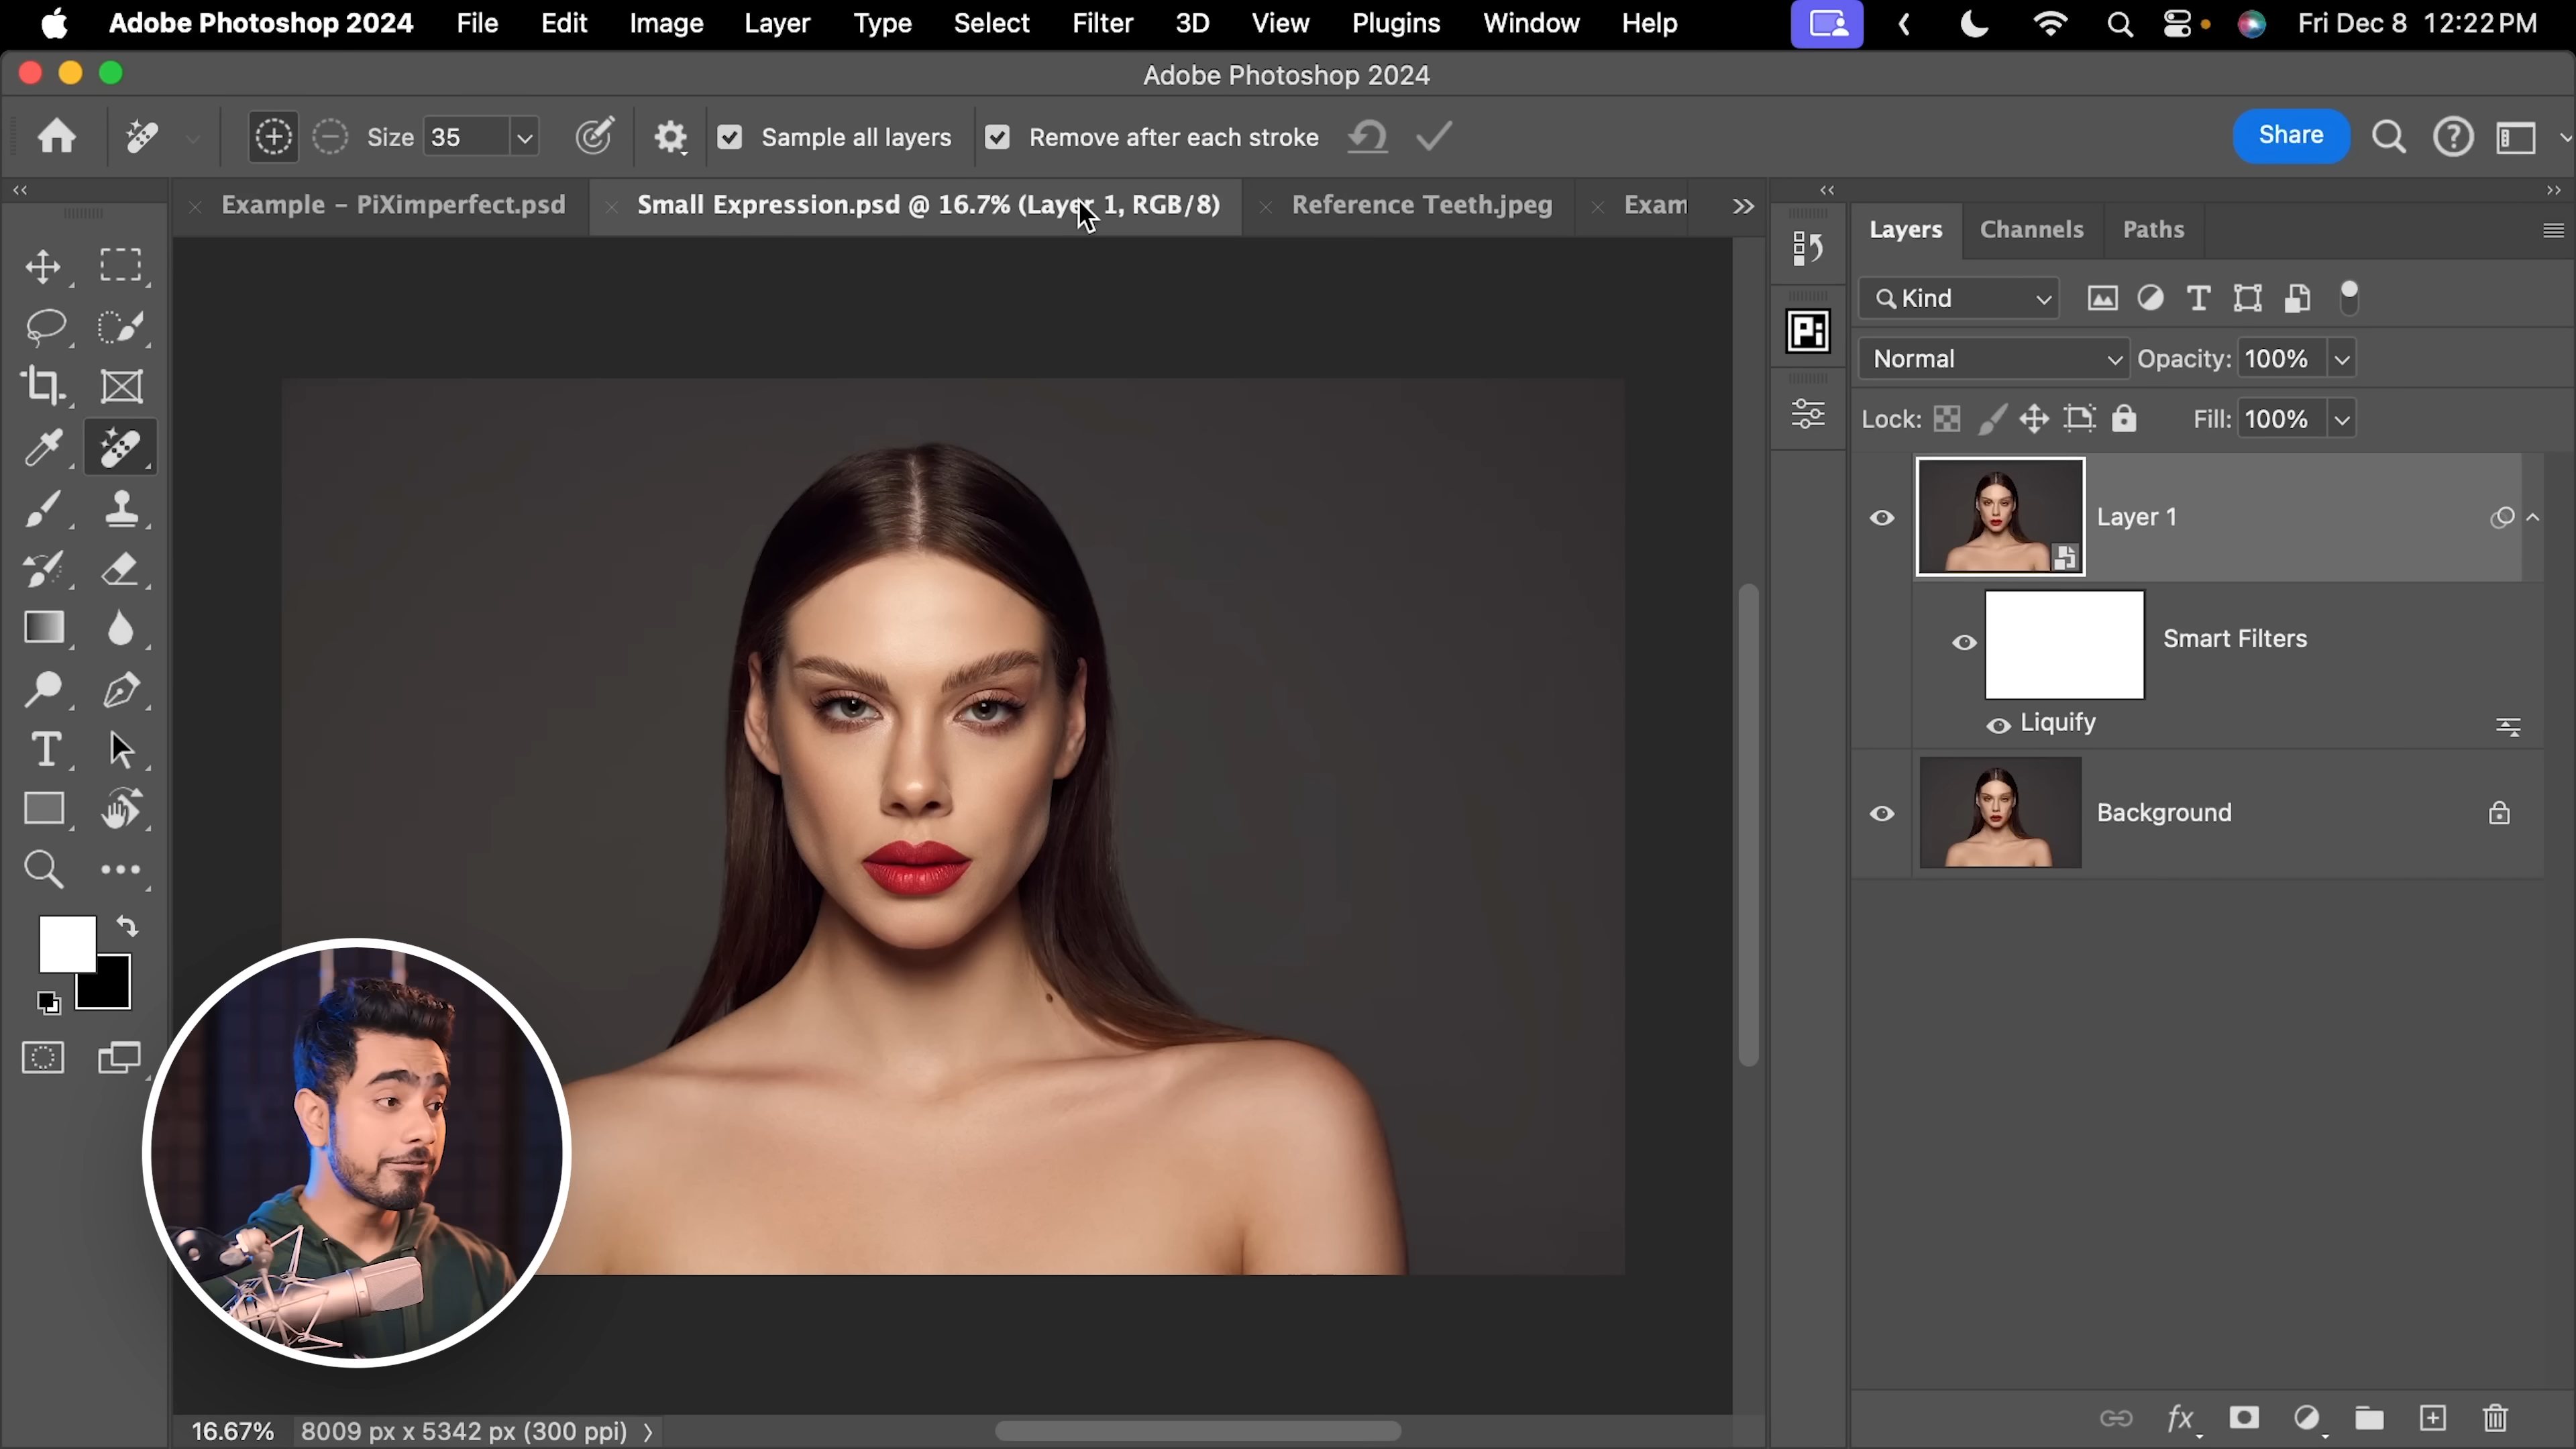 Adobe Photoshop 2024 File Edit Image Layer Type Select Filter 3D View Plugins Window Help Fri Dec 8 12:22 PM
Adobe Photoshop 2024
Size 35 Sample all layers Remove after each stroke Share
Example – PiXimperfect.psd Small Expression.psd @ 16.7% (Layer 1, RGB/8) Reference Teeth.jpeg Exam
Layers Channels Paths
Kind
Pi
Normal Opacity: 100%
Lock: Fill: 100%
Layer 1
Smart Filters
Liquify
Background
16.67% 8009 px x 5342 px (300 ppi)
fx